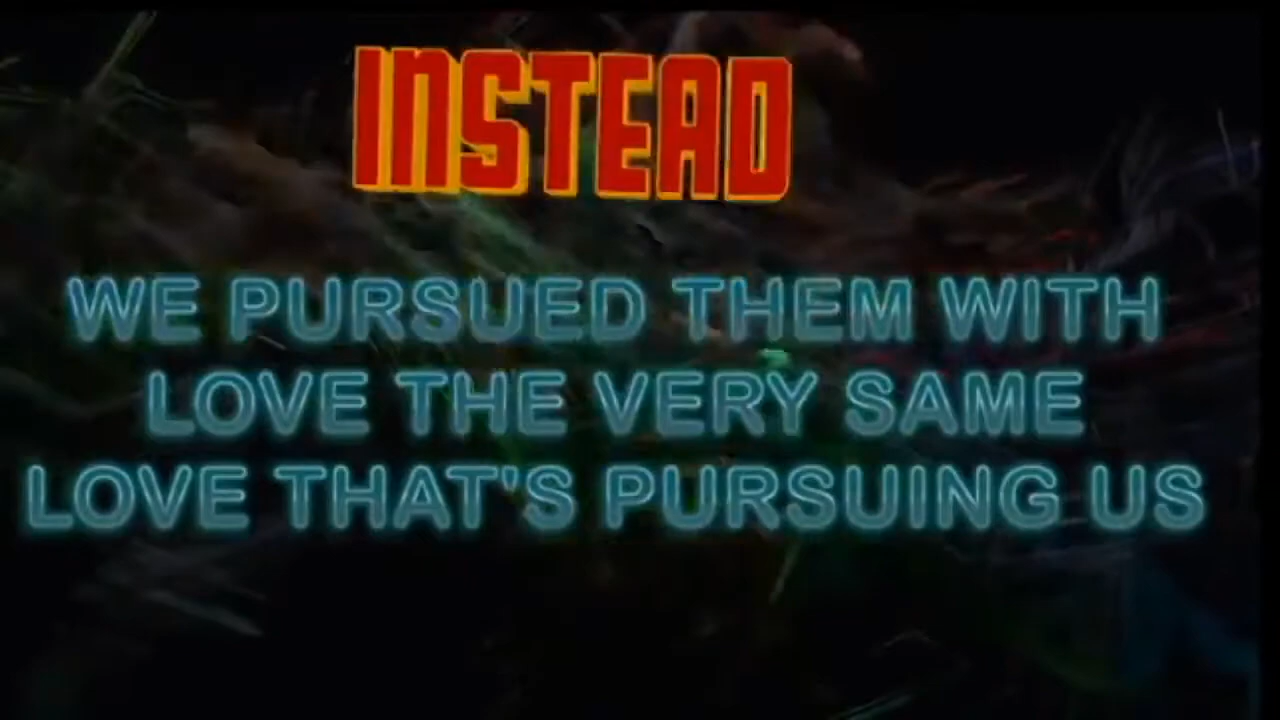 INSTEAD
WE PURSUED THEM WITH
LOVE THE VERY SAME
LOVE THAT'S PURSUING US